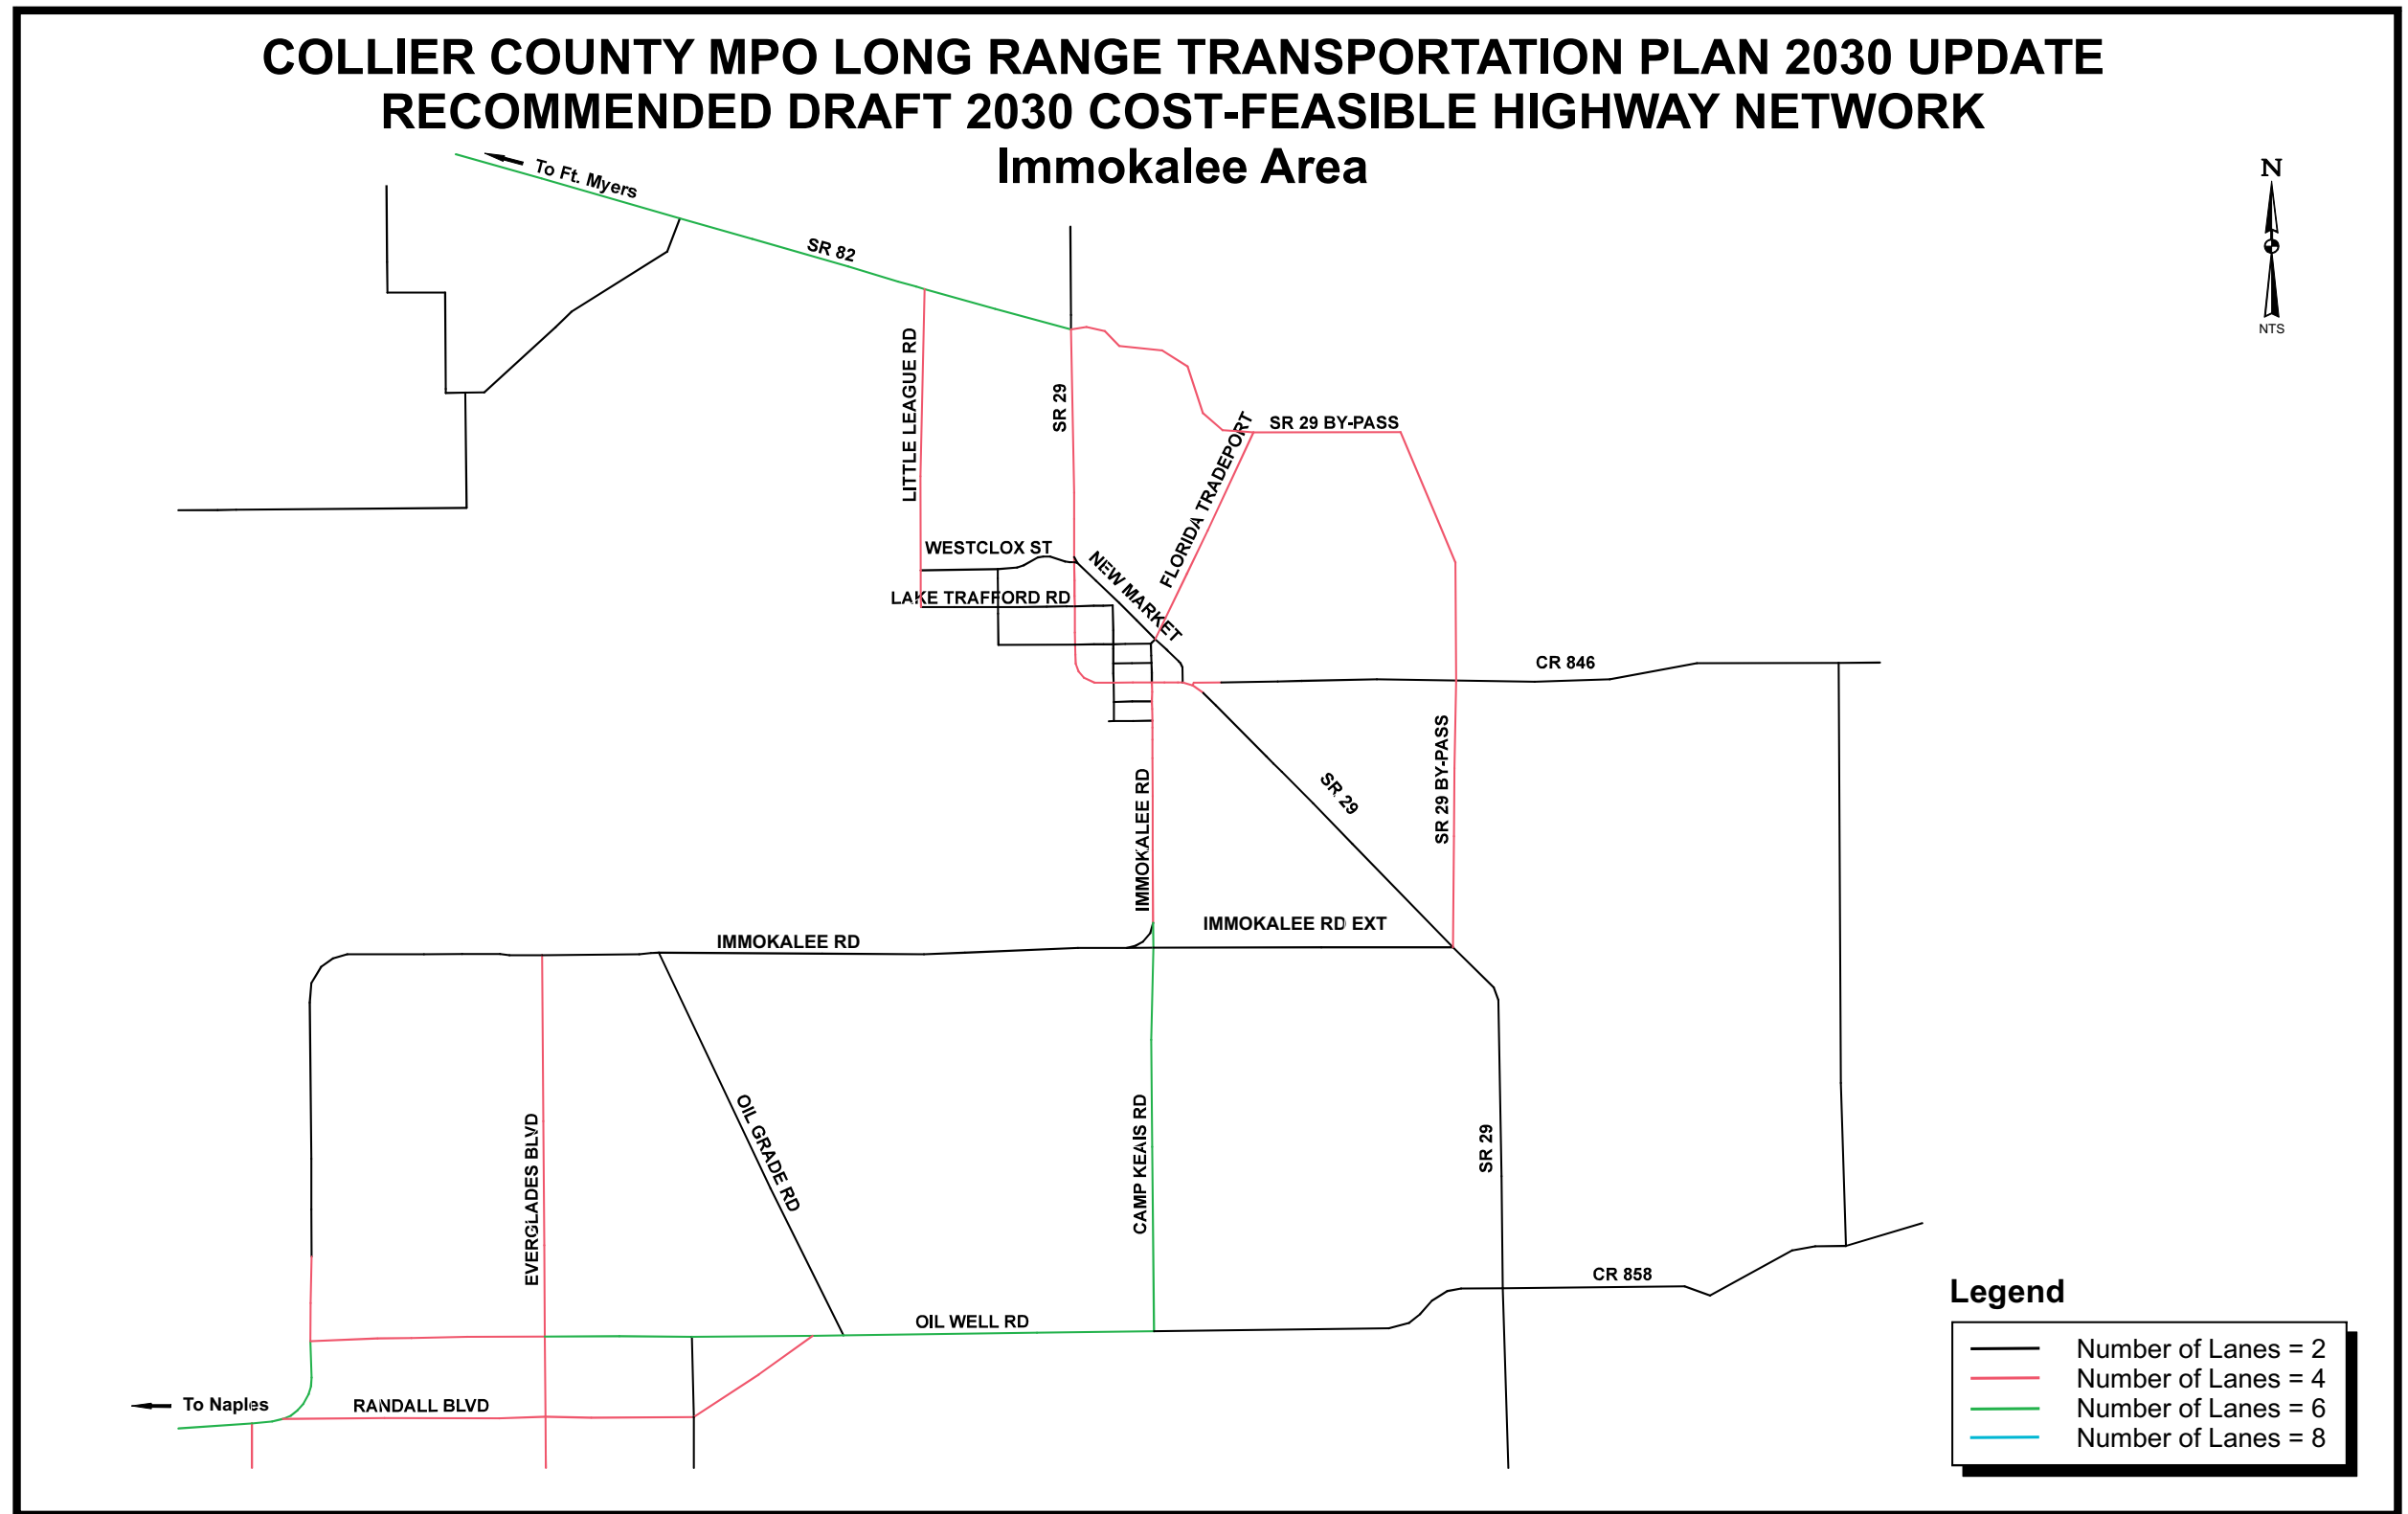 COLLIER COUNTY MPO LONG RANGE TRANSPORTATION PLAN 2030 UPDATE
RECOMMENDED DRAFT 2030 COST-FEASIBLE HIGHWAY NETWORK
Immokalee Area
To Ft. Myers
N
NTS
SR 82
LITTLE LEAGUE RD
SR 29
FLORIDA TRADEPORT
SR 29 BY-PASS
WESTCLOX ST
NEW MARKET
LAKE TRAFFORD RD
CR 846
SR 29 BY-PASS
SR 29
IMMOKALEE RD
IMMOKALEE RD EXT
IMMOKALEE RD
OIL GRADE RD
EVERGLADES BLVD
CAMP KEAIS RD
SR 29
CR 858
OIL WELL RD
To Naples
RANDALL BLVD
Legend
Number of Lanes = 2
Number of Lanes = 4
Number of Lanes = 6
Number of Lanes = 8